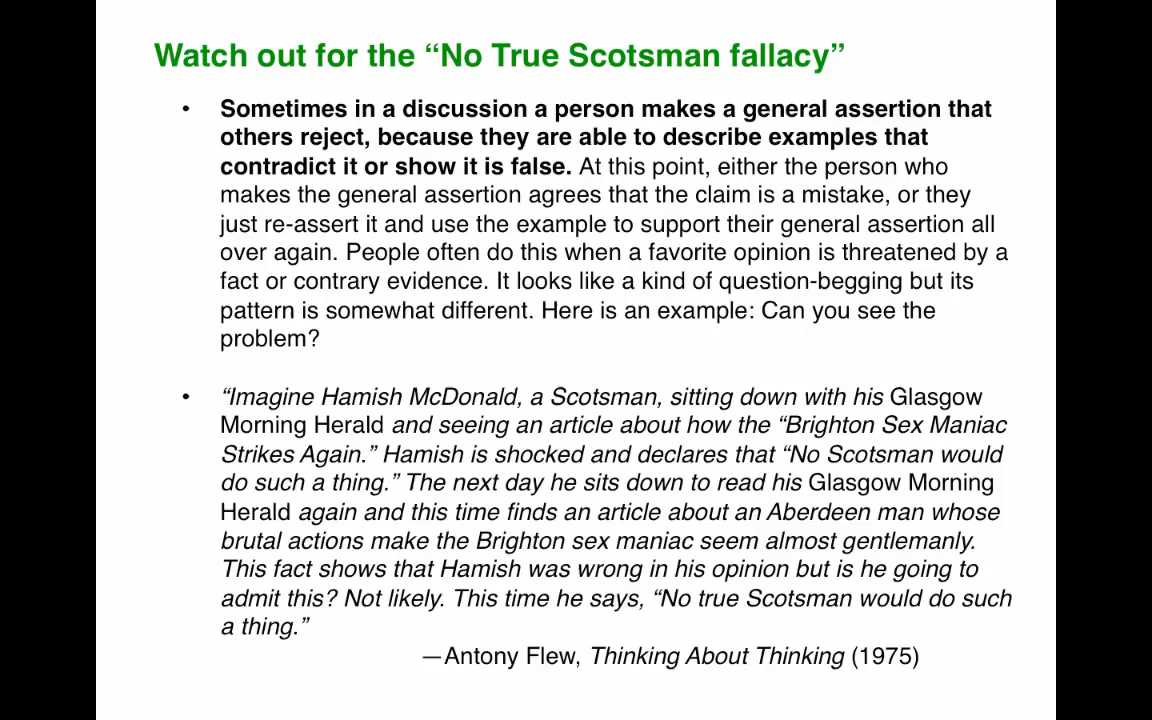 Watch out for the “No True Scotsman fallacy”
• Sometimes in a discussion a person makes a general assertion that
others reject, because they are able to describe examples that
contradict it or show it is false. At this point, either the person who
makes the general assertion agrees that the claim is a mistake, or they
just re-assert it and use the example to support their general assertion all
over again. People often do this when a favorite opinion is threatened by a
fact or contrary evidence. It looks like a kind of question-begging but its
pattern is somewhat different. Here is an example: Can you see the
problem?
• “Imagine Hamish McDonald, a Scotsman, sitting down with his Glasgow
Morning Herald and seeing an article about how the “Brighton Sex Maniac
Strikes Again.” Hamish is shocked and declares that “No Scotsman would
do such a thing.” The next day he sits down to read his Glasgow Morning
Herald again and this time finds an article about an Aberdeen man whose
brutal actions make the Brighton sex maniac seem almost gentlemanly.
This fact shows that Hamish was wrong in his opinion but is he going to
admit this? Not likely. This time he says, “No true Scotsman would do such
a thing.”
—Antony Flew, Thinking About Thinking (1975)